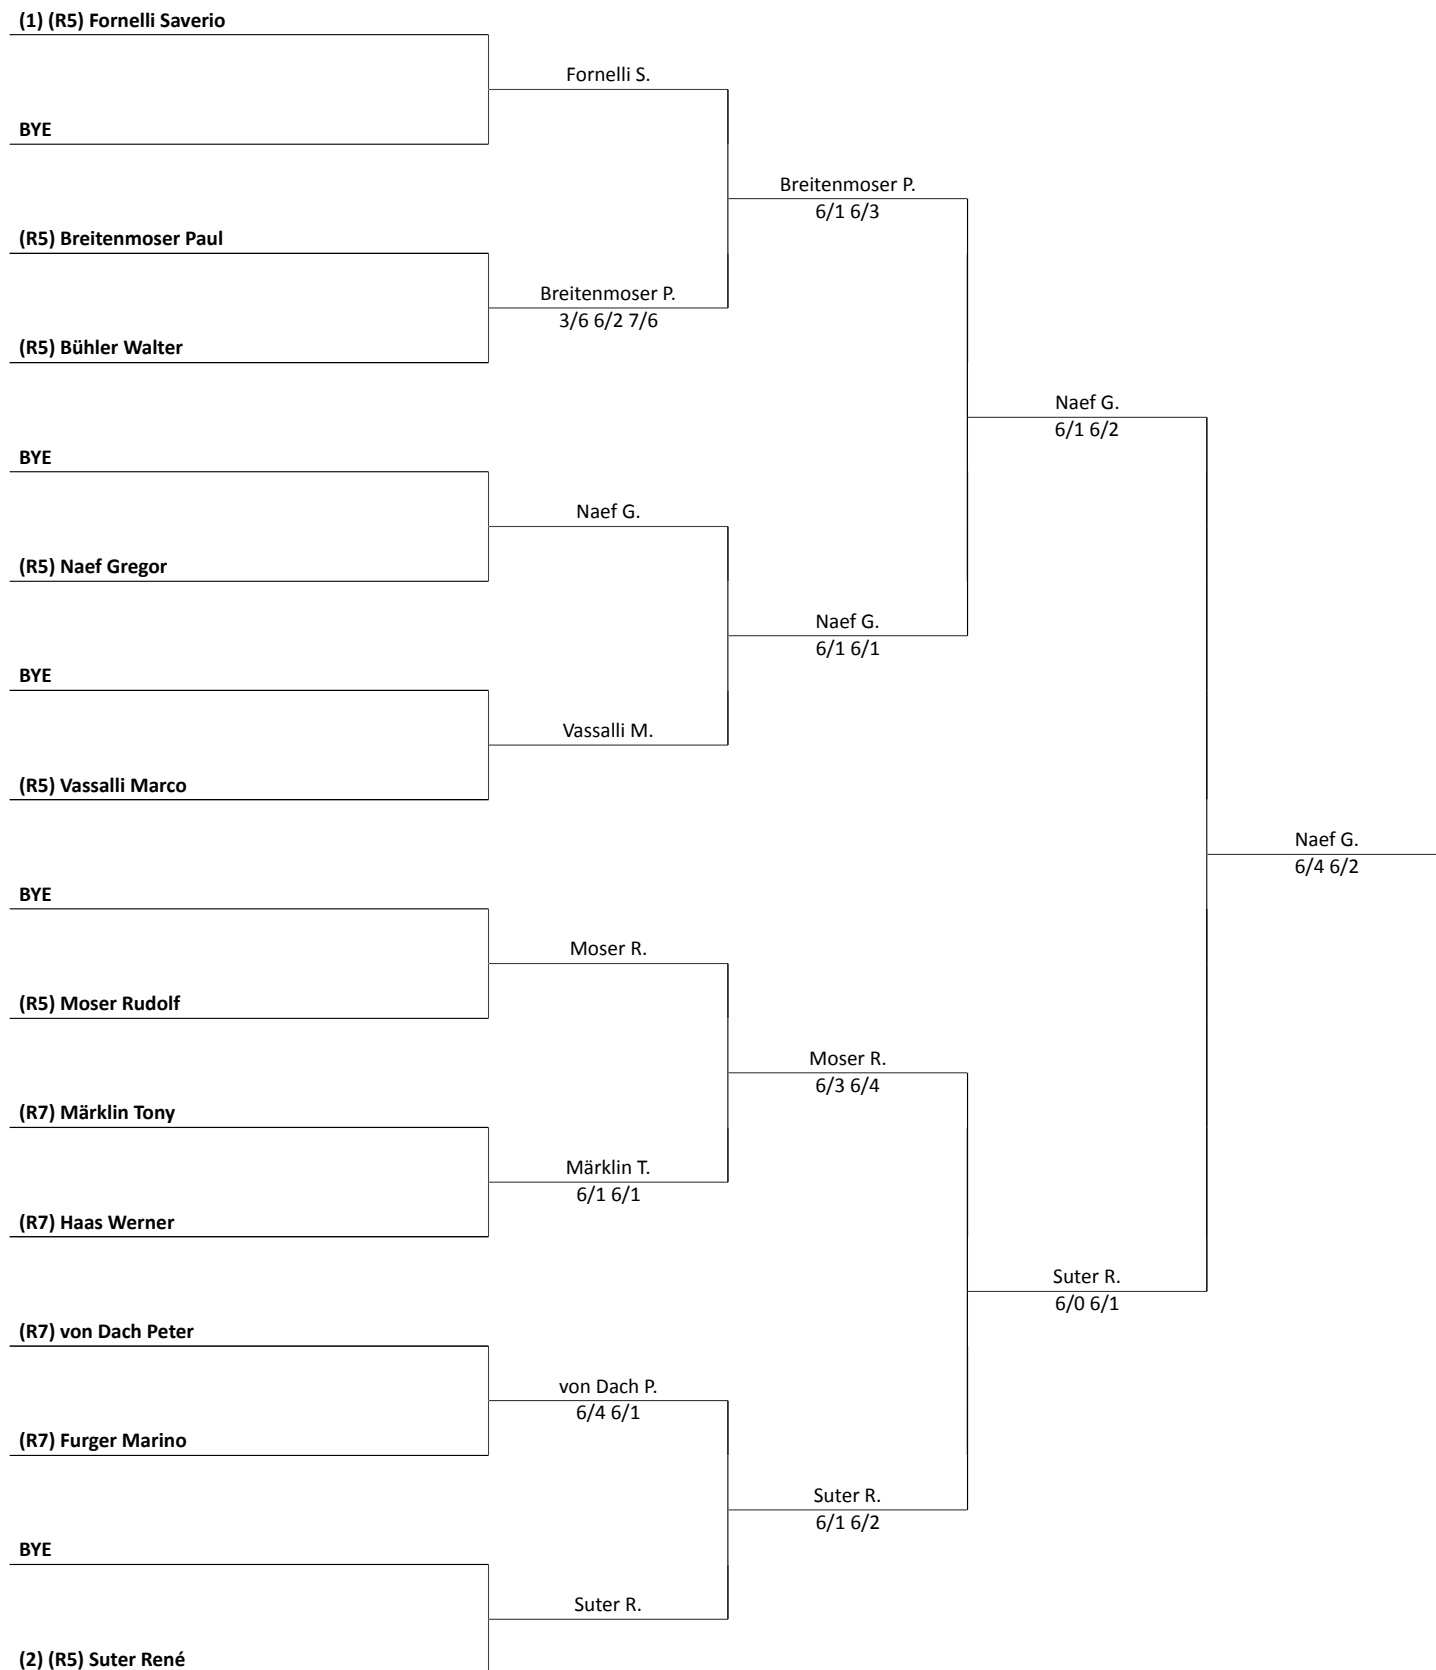 (1) (R5) Fornelli Saverio
Fornelli S.
BYE
Breitenmoser P.
6/1 6/3
(R5) Breitenmoser Paul
Breitenmoser P.
3/6 6/2 7/6
(R5) Bühler Walter
Naef G.
6/1 6/2
BYE
Naef G.
(R5) Naef Gregor
Naef G.
6/1 6/1
BYE
Vassalli M.
(R5) Vassalli Marco
Naef G.
6/4 6/2
BYE
Moser R.
(R5) Moser Rudolf
Moser R.
6/3 6/4
(R7) Märklin Tony
Märklin T.
6/1 6/1
(R7) Haas Werner
Suter R.
6/0 6/1
(R7) von Dach Peter
von Dach P.
6/4 6/1
(R7) Furger Marino
Suter R.
6/1 6/2
BYE
Suter R.
(2) (R5) Suter René